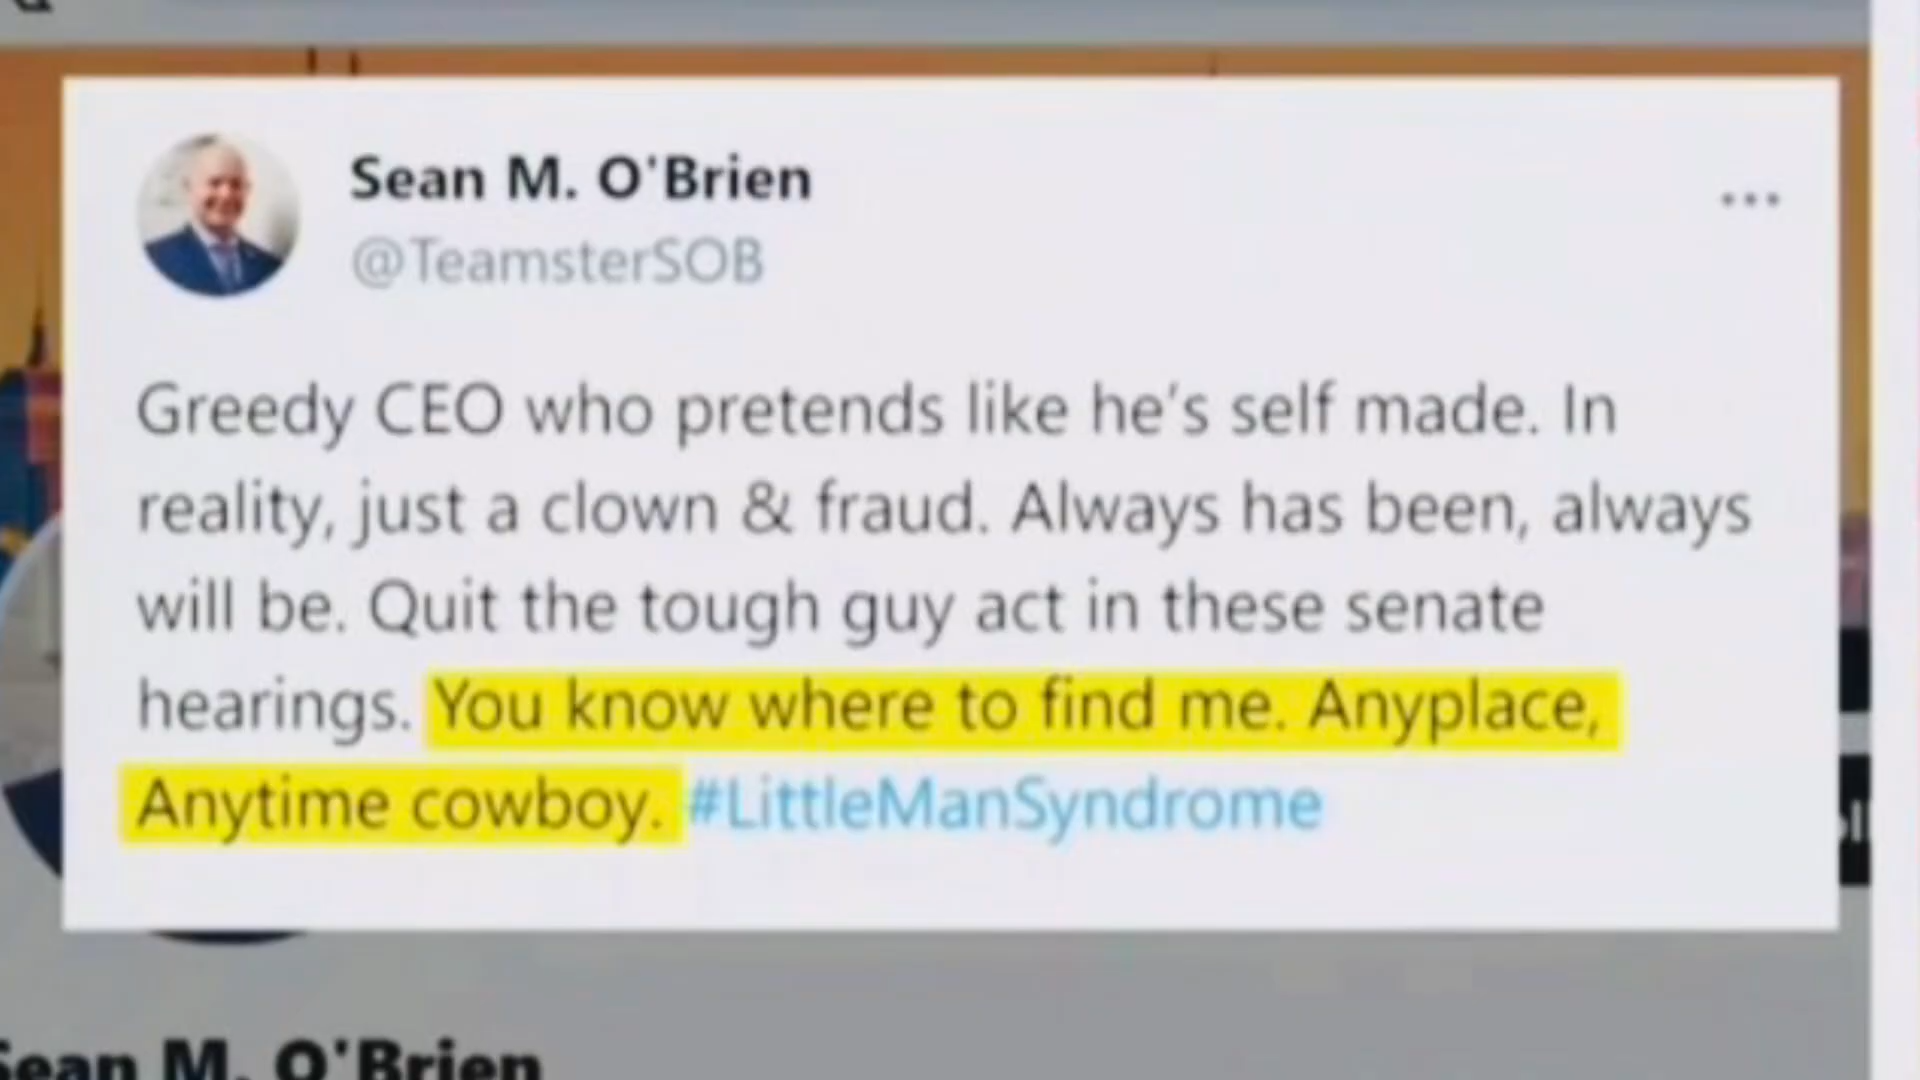 Sean M. O'Brien
@TeamsterSOB
Greedy CEO who pretends like he's self made. In
reality, just a clown & fraud. Always has been, always
will be. Quit the tough guy act in these senate
hearings. You know where to find me. Anyplace,
Anytime cowboy. #LittleManSyndrome
Sean M. O'Brien